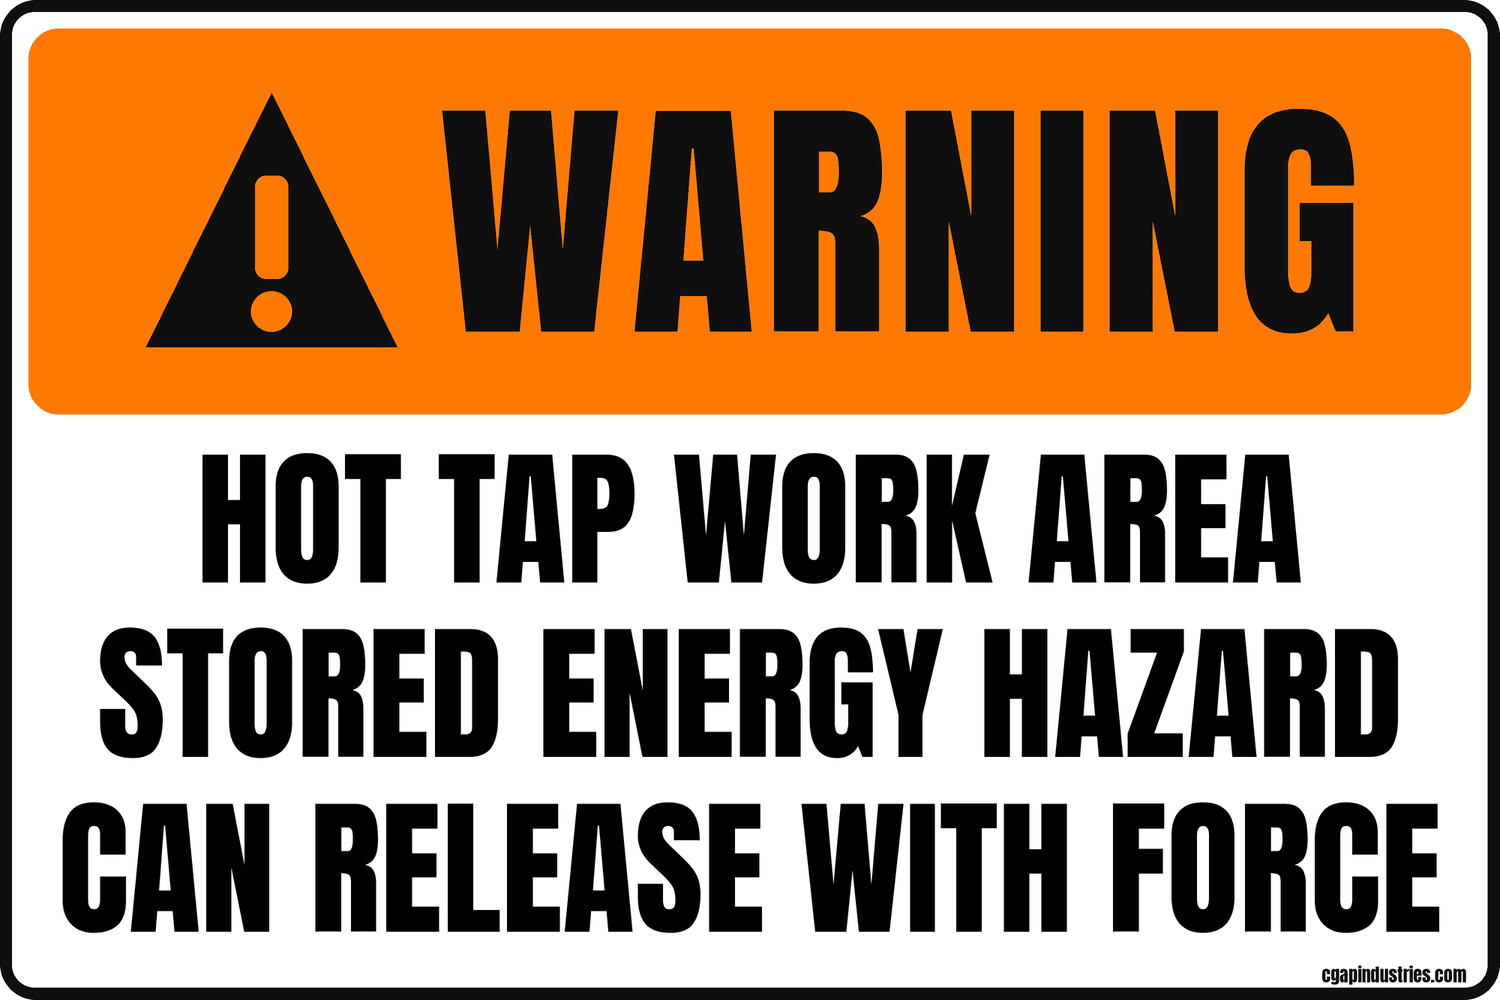 WARNING
HOT TAP WORK AREA
STORED ENERGY HAZARD
CAN RELEASE WITH FORCE
cgapindustries.com